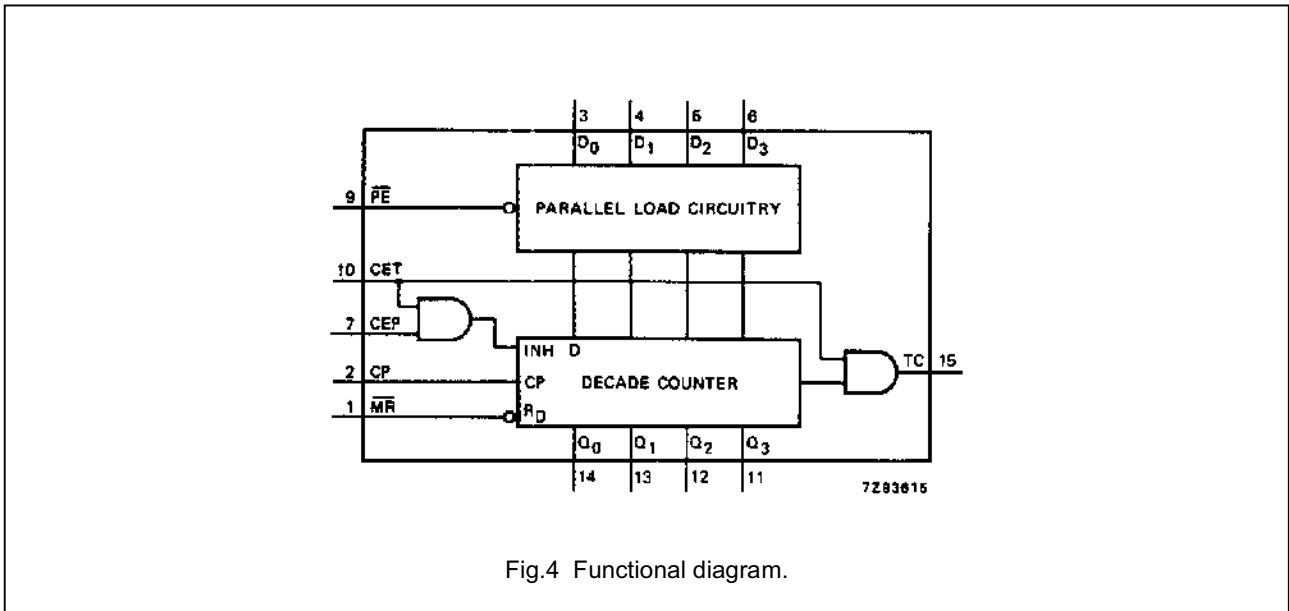 3 4 5 6
D0 D1 D2 D3
9 PE
PARALLEL LOAD CIRCUITRY
10 CET
7 CEP
INH D
TC 15
2 CP
CP DECADE COUNTER
1 MR
RD
Q0 Q1 Q2 Q3
14 13 12 11
7Z83615
Fig.4 Functional diagram.